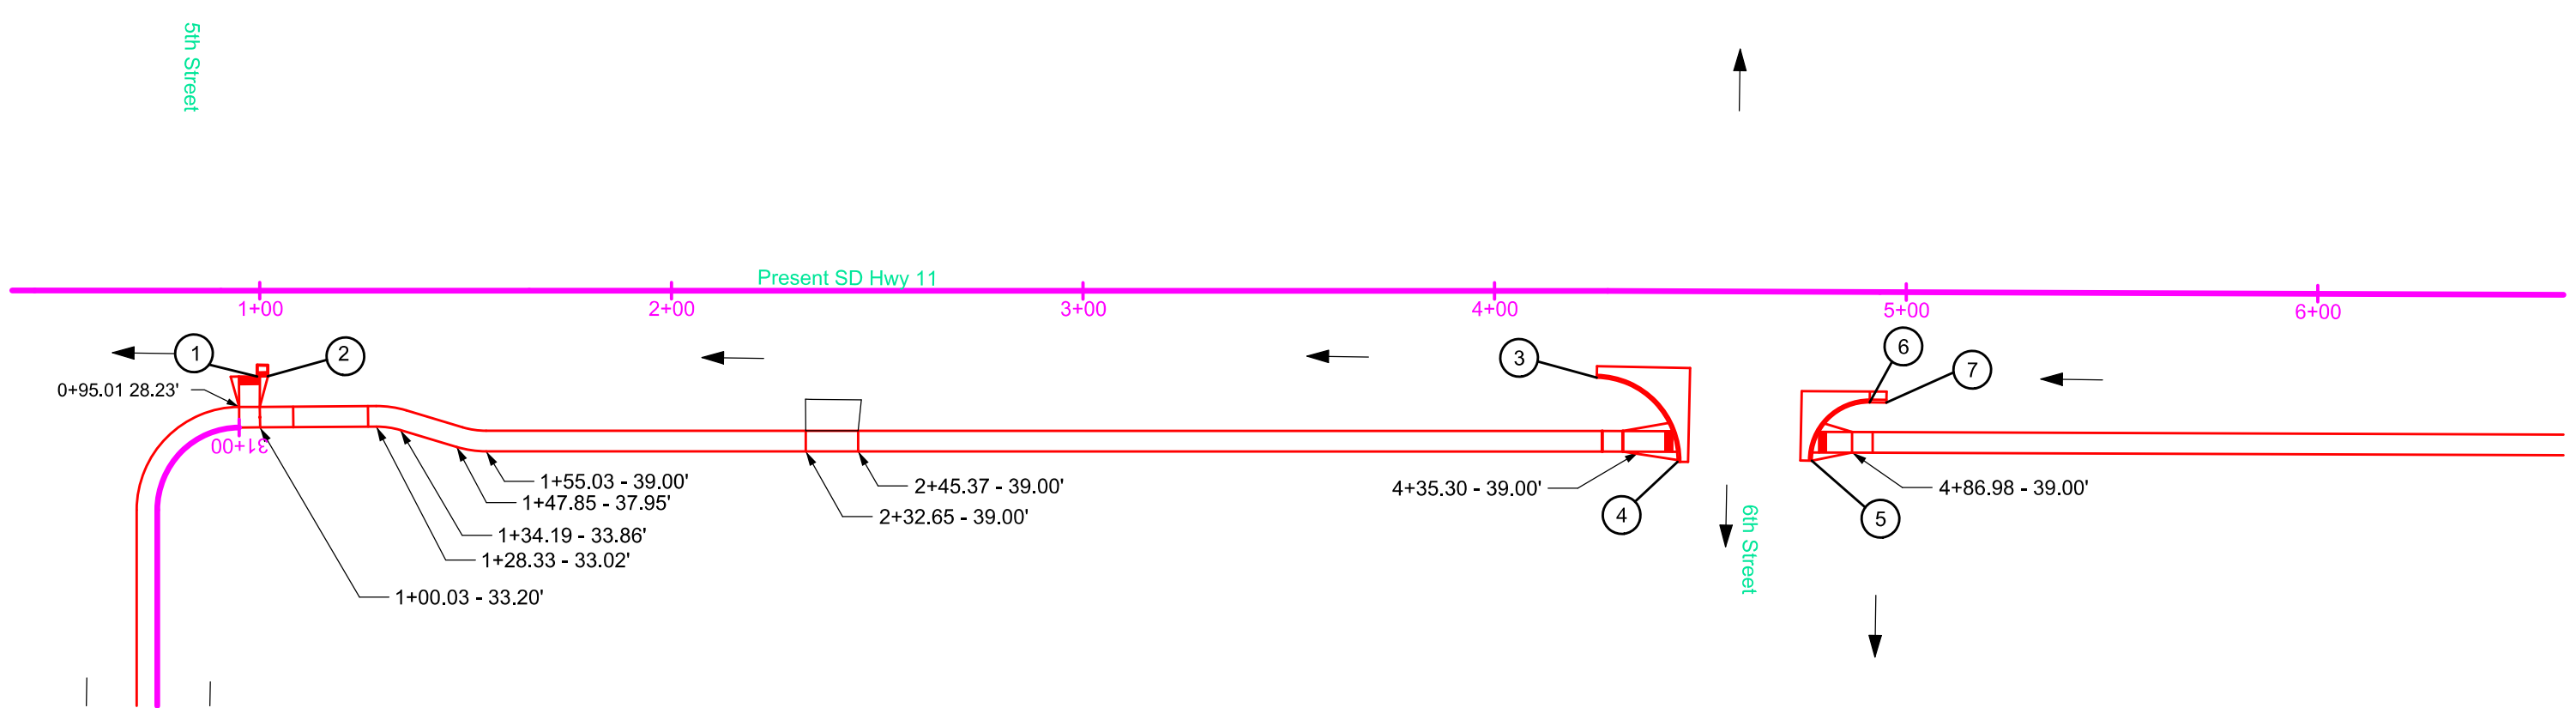 5th Street
Present SD Hwy 11
1+00
2+00
3+00
4+00
5+00
6+00
1
2
3
6
7
0+95.01 28.23'
31+00
1+55.03 - 39.00'
1+47.85 - 37.95'
1+34.19 - 33.86'
1+28.33 - 33.02'
1+00.03 - 33.20'
2+45.37 - 39.00'
2+32.65 - 39.00'
4+35.30 - 39.00'
4
6th Street
5
4+86.98 - 39.00'